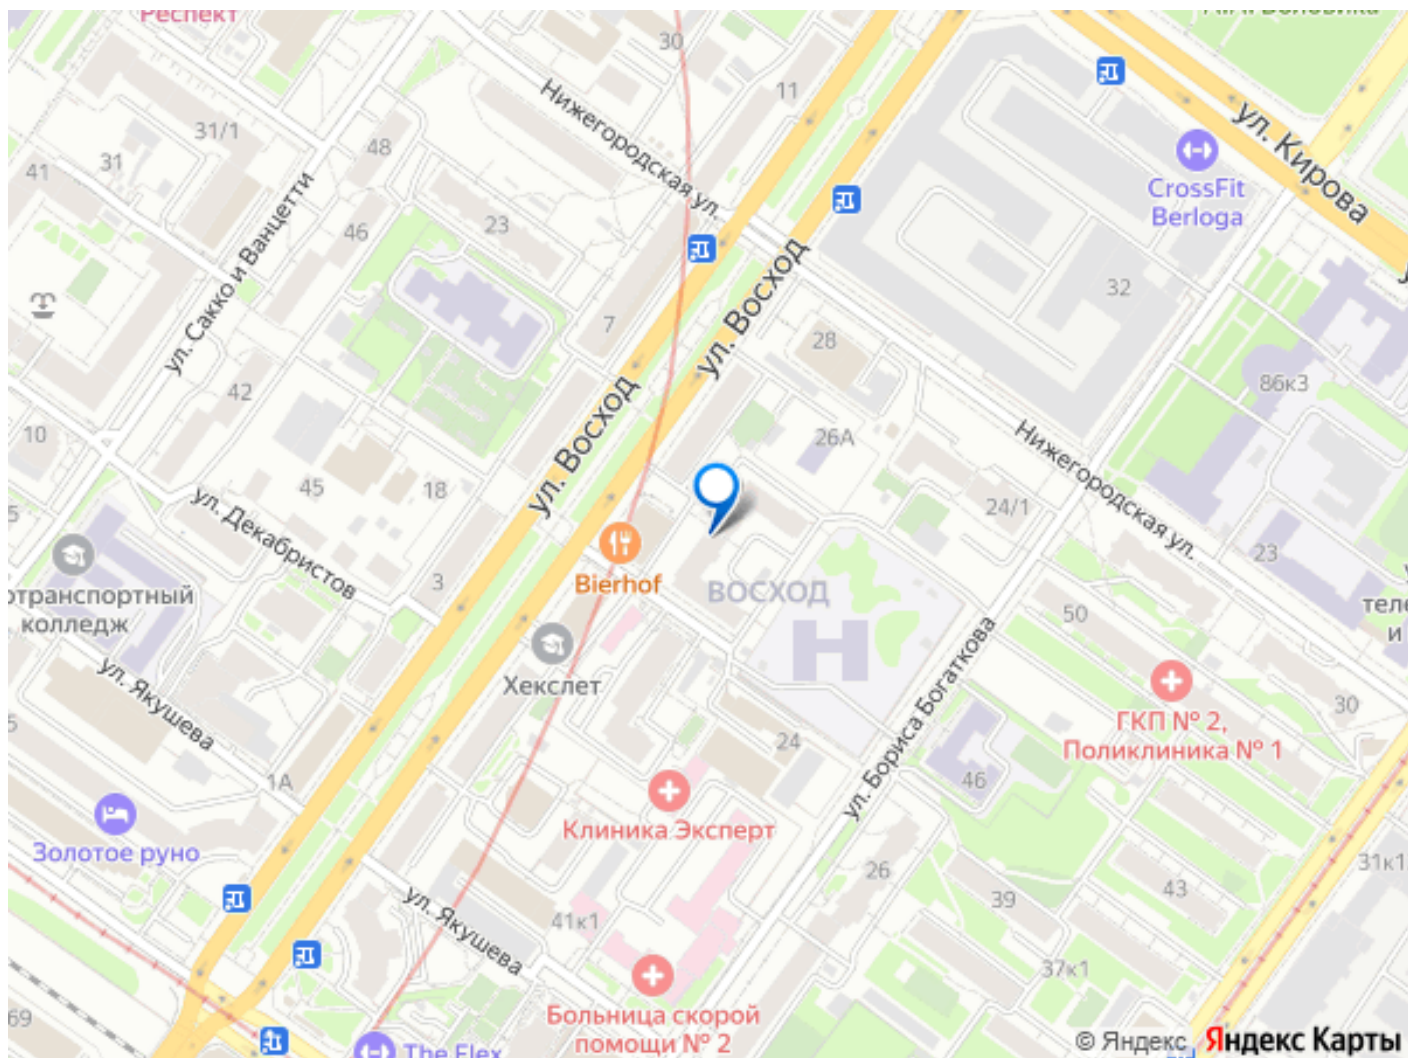 Респект
30
11
31/1
48
41
31
46
23
Нижегородская ул.
ул. Сакко и Ванцетти
7
ул. Восход
ул. Кирова
CrossFit
Berloga
32
28
42
10
45
18
ул. Восход
26А
86к3
Нижегородская ул.
24/1
23
ул. Декабристов
3
Bierhof
ВОСХОД
отранспортный
колледж
Хекслет
ул. Якушева
1А
50
теле
и
ГКП № 2,
Поликлиника № 1
30
ул. Бориса Богаткова
24
46
Клиника Эксперт
Золотое руно
26
39
43
31к1
ул. Якушева
41к1
37к1
69
Больница скорой
помощи № 2
The Flex
© Яндекс Яндекс Карты